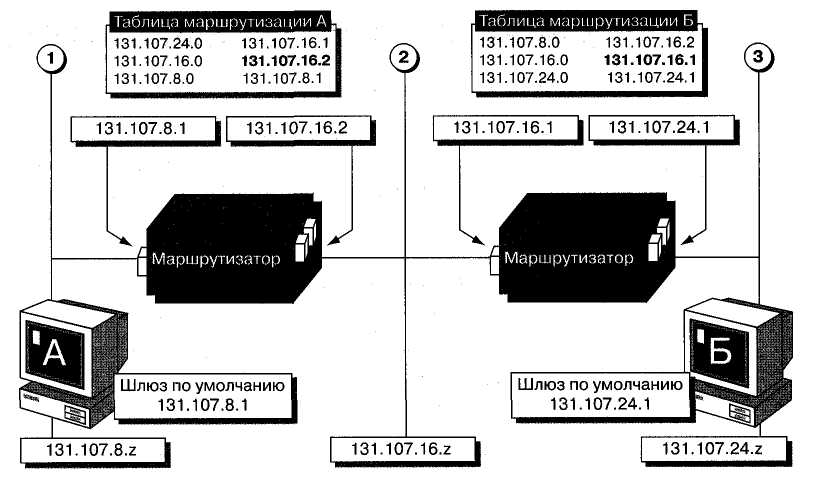 Таблица маршрутизации А
131.107.24.0 131.107.16.1
131.107.16.0 131.107.16.2
131.107.8.0 131.107.8.1
Таблица маршрутизации Б
131.107.8.0 131.107.16.2
131.107.16.0 131.107.16.1
131.107.24.0 131.107.24.1
1
2
3
131.107.8.1
131.107.16.2
131.107.16.1
131.107.24.1
Маршрутизатор
Маршрутизатор
А
Б
Шлюз по умолчанию
131.107.8.1
Шлюз по умолчанию
131.107.24.1
131.107.8.z
131.107.16.z
131.107.24.z